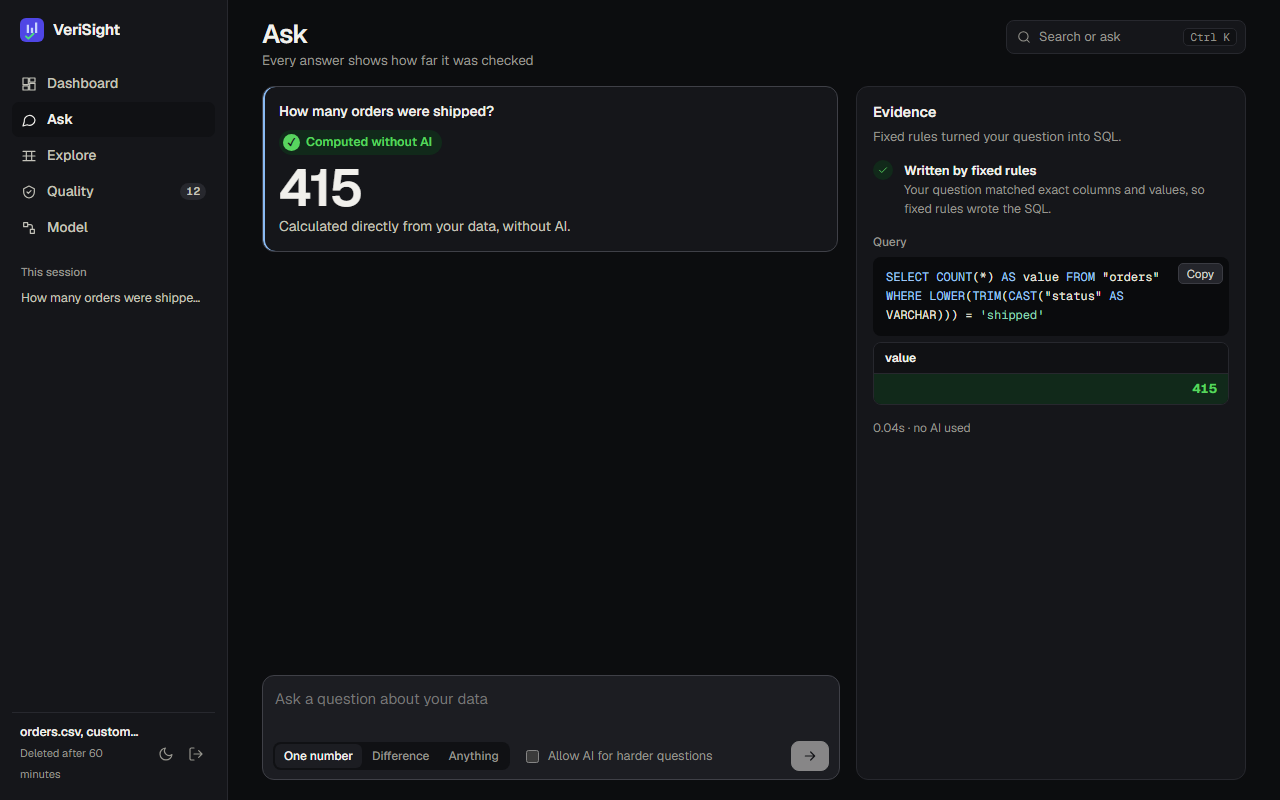 VeriSight
Dashboard
Ask
Explore
Quality 12
Model
This session
How many orders were shippe…
orders.csv, custom…
Deleted after 60
minutes
Ask
Every answer shows how far it was checked
Search or ask Ctrl K
How many orders were shipped?
Computed without AI
415
Calculated directly from your data, without AI.
Ask a question about your data
One number Difference Anything Allow AI for harder questions
Evidence
Fixed rules turned your question into SQL.
Written by fixed rules
Your question matched exact columns and values, so
fixed rules wrote the SQL.
Query
Copy
SELECT COUNT(*) AS value FROM "orders"
WHERE LOWER(TRIM(CAST("status" AS
VARCHAR))) = 'shipped'
value
415
0.04s · no AI used